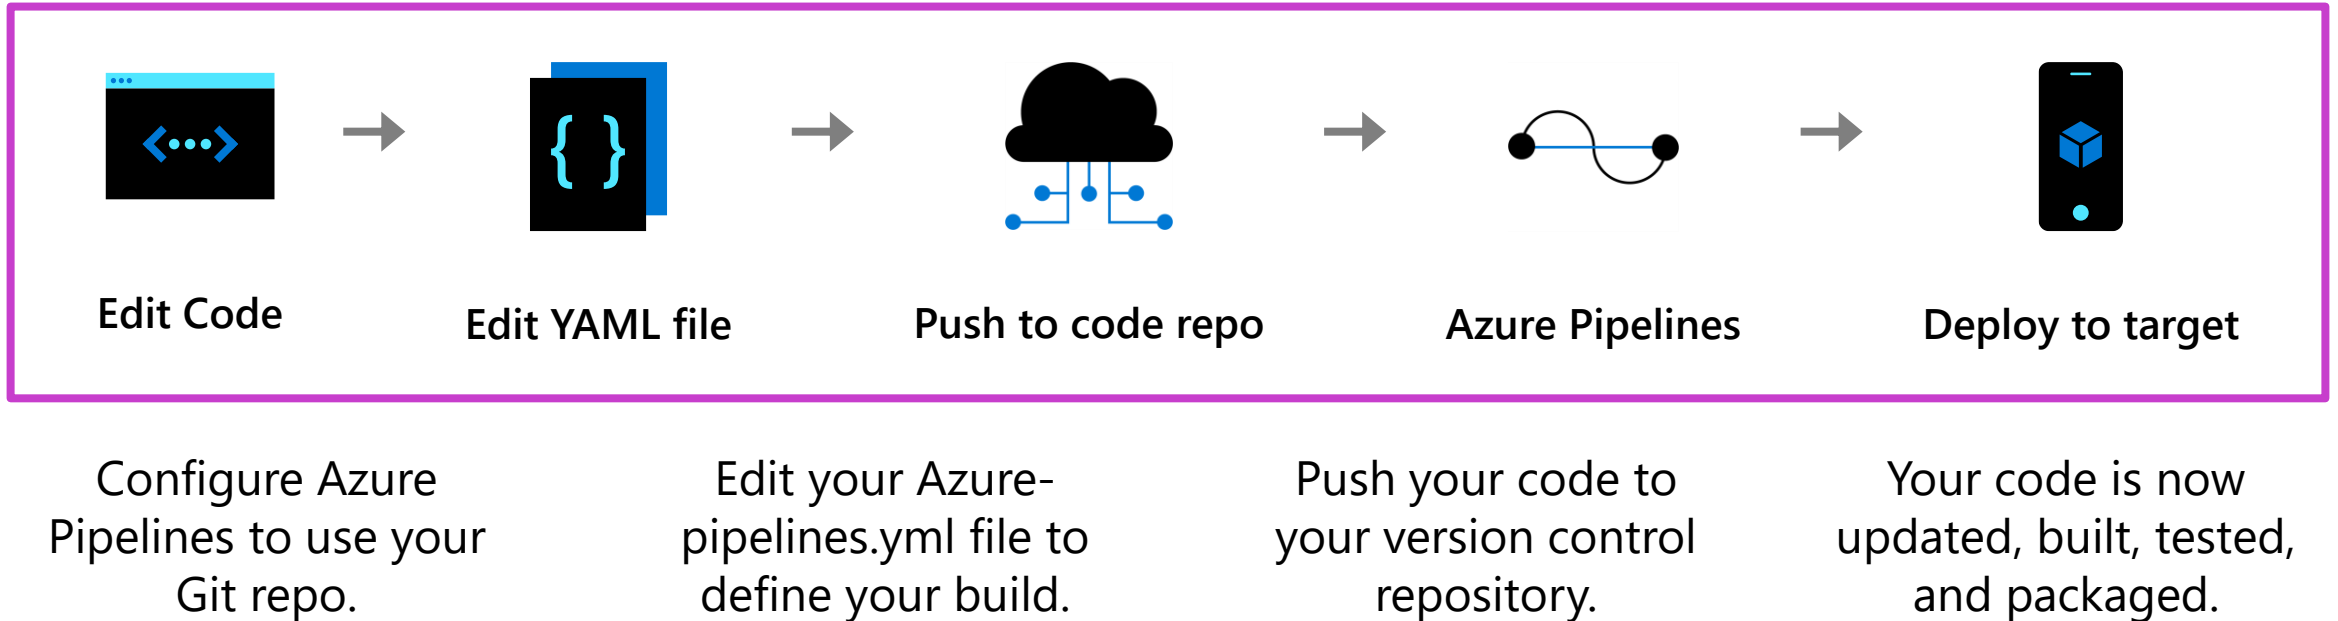 Edit Code
Edit YAML file
Push to code repo
Azure Pipelines
Deploy to target
Configure Azure
Pipelines to use your
Git repo.
Edit your Azure-
pipelines.yml file to
define your build.
Push your code to
your version control
repository.
Your code is now
updated, built, tested,
and packaged.